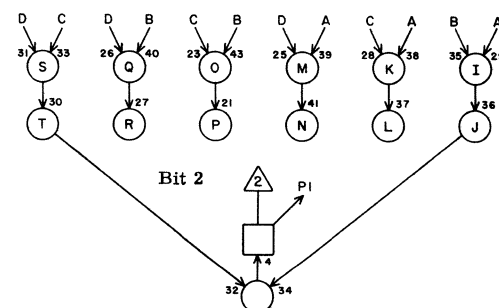 D C D B C B D A C A B A
31 33 26 40 23 43 25 39 28 38 35
S Q O M K I
30 27 21 41 37 36
T R P N L J
Bit 2
2
P1
4
32 34